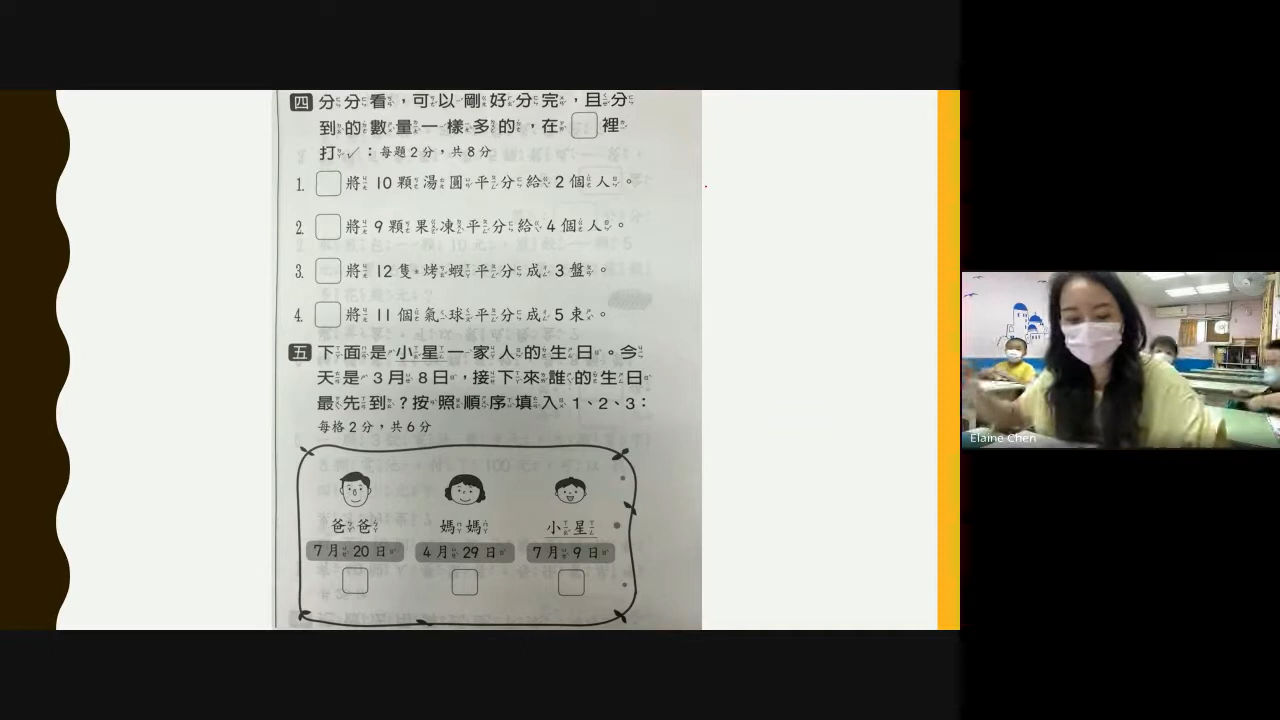 四 分分看，可以剛好分完，且分
到的數量一樣多的，在□裡
打✓：每題2分，共8分
1. □將10顆湯圓平分給2個人。
2. □將9顆果凍平分給4個人。
3. □將12隻烤蝦平分成3盤。
4. □將11個氣球平分成5束。
五 下面是小星一家人的生日。今
天是3月8日，接下來誰的生日
最先到？按照順序填入1、2、3：
每格2分，共6分
爸爸 媽媽 小星
7月20日 4月29日 7月9日
Elaine Chen